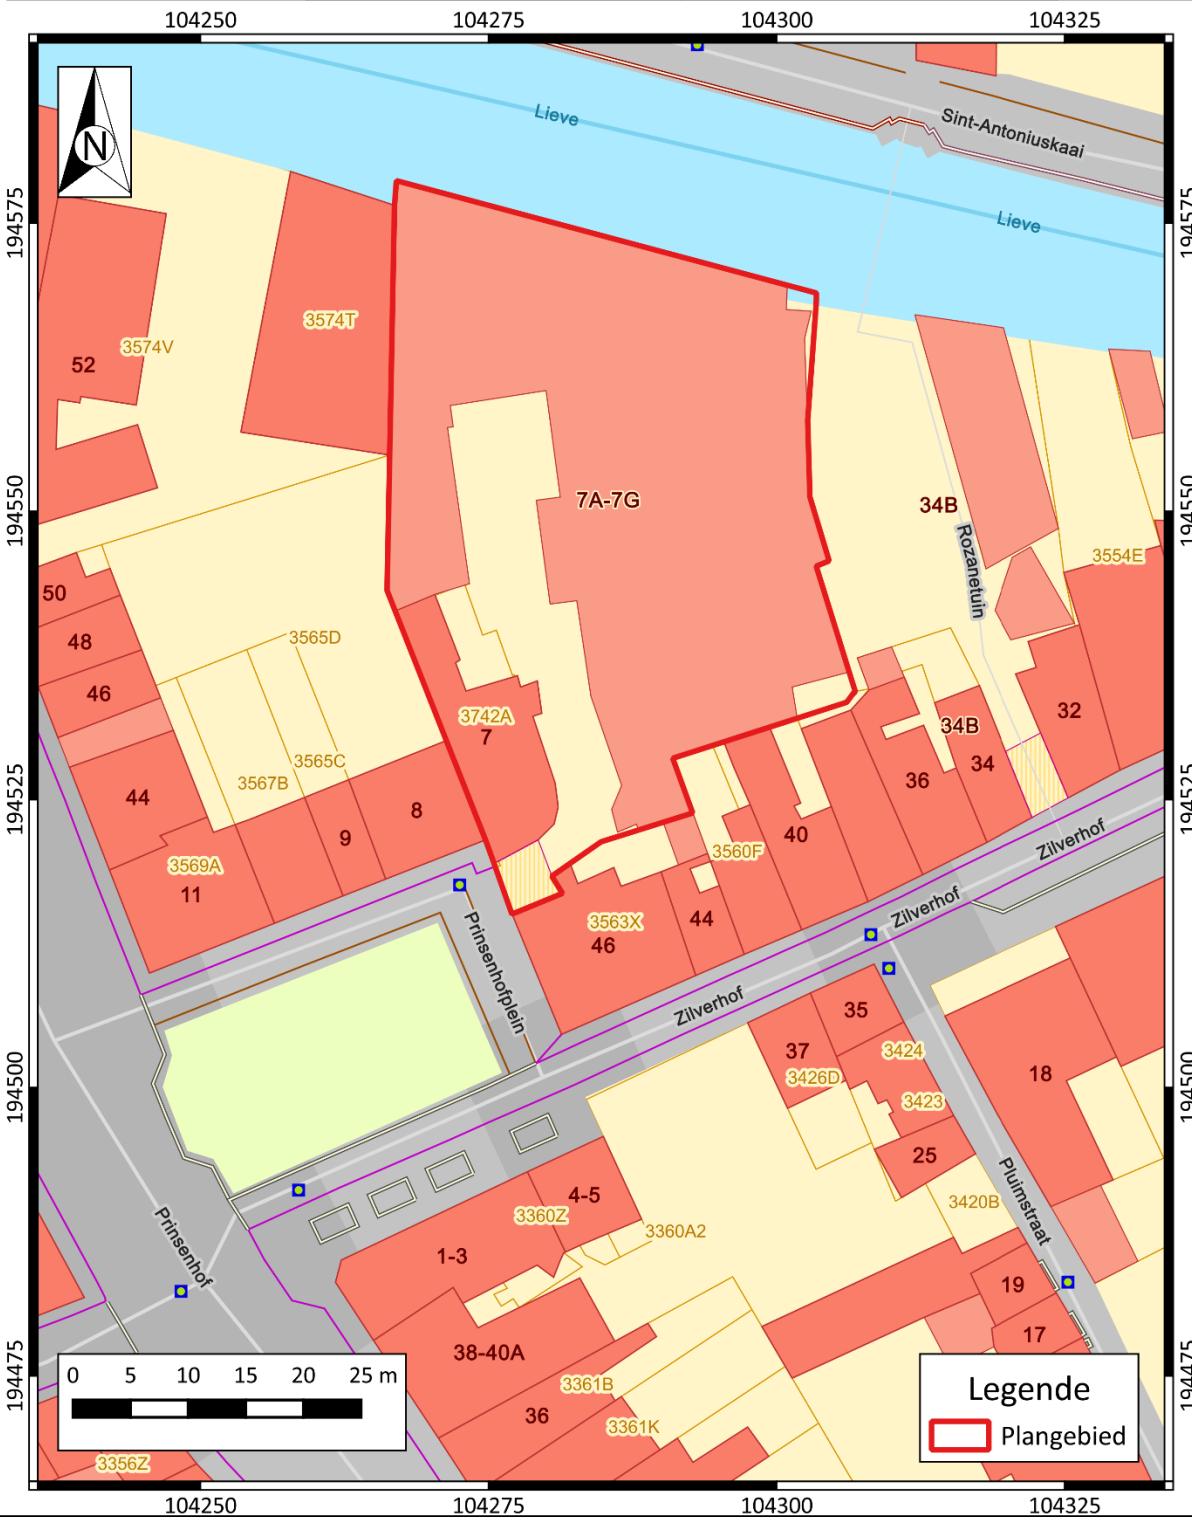 104250 104275 104300 104325
N
Lieve
Sint-Antoniuskaai
Lieve
194575 194575
3574T
3574V
52
7A-7G
34B
194550 194550
Rozanetuin
3554E
50
48
3565D
46
3742A
7
32
34B
34
3565C
3567B
36
44
8
9
40
194525 194525
Zilverhof
3560F
3569A
11
Zilverhof
3563X
46
44
Prinsenhofplein
Zilverhof
35
37
3424
3426D
194500 194500
18
3423
25
4-5
3360Z
3360A2
3420B
Pluimstraat
Prinsenhof
1-3
19
17
38-40A
3361B
36
3361K
194475 194475
0 5 10 15 20 25 m
Legende
Plangebied
3356Z
104250 104275 104300 104325